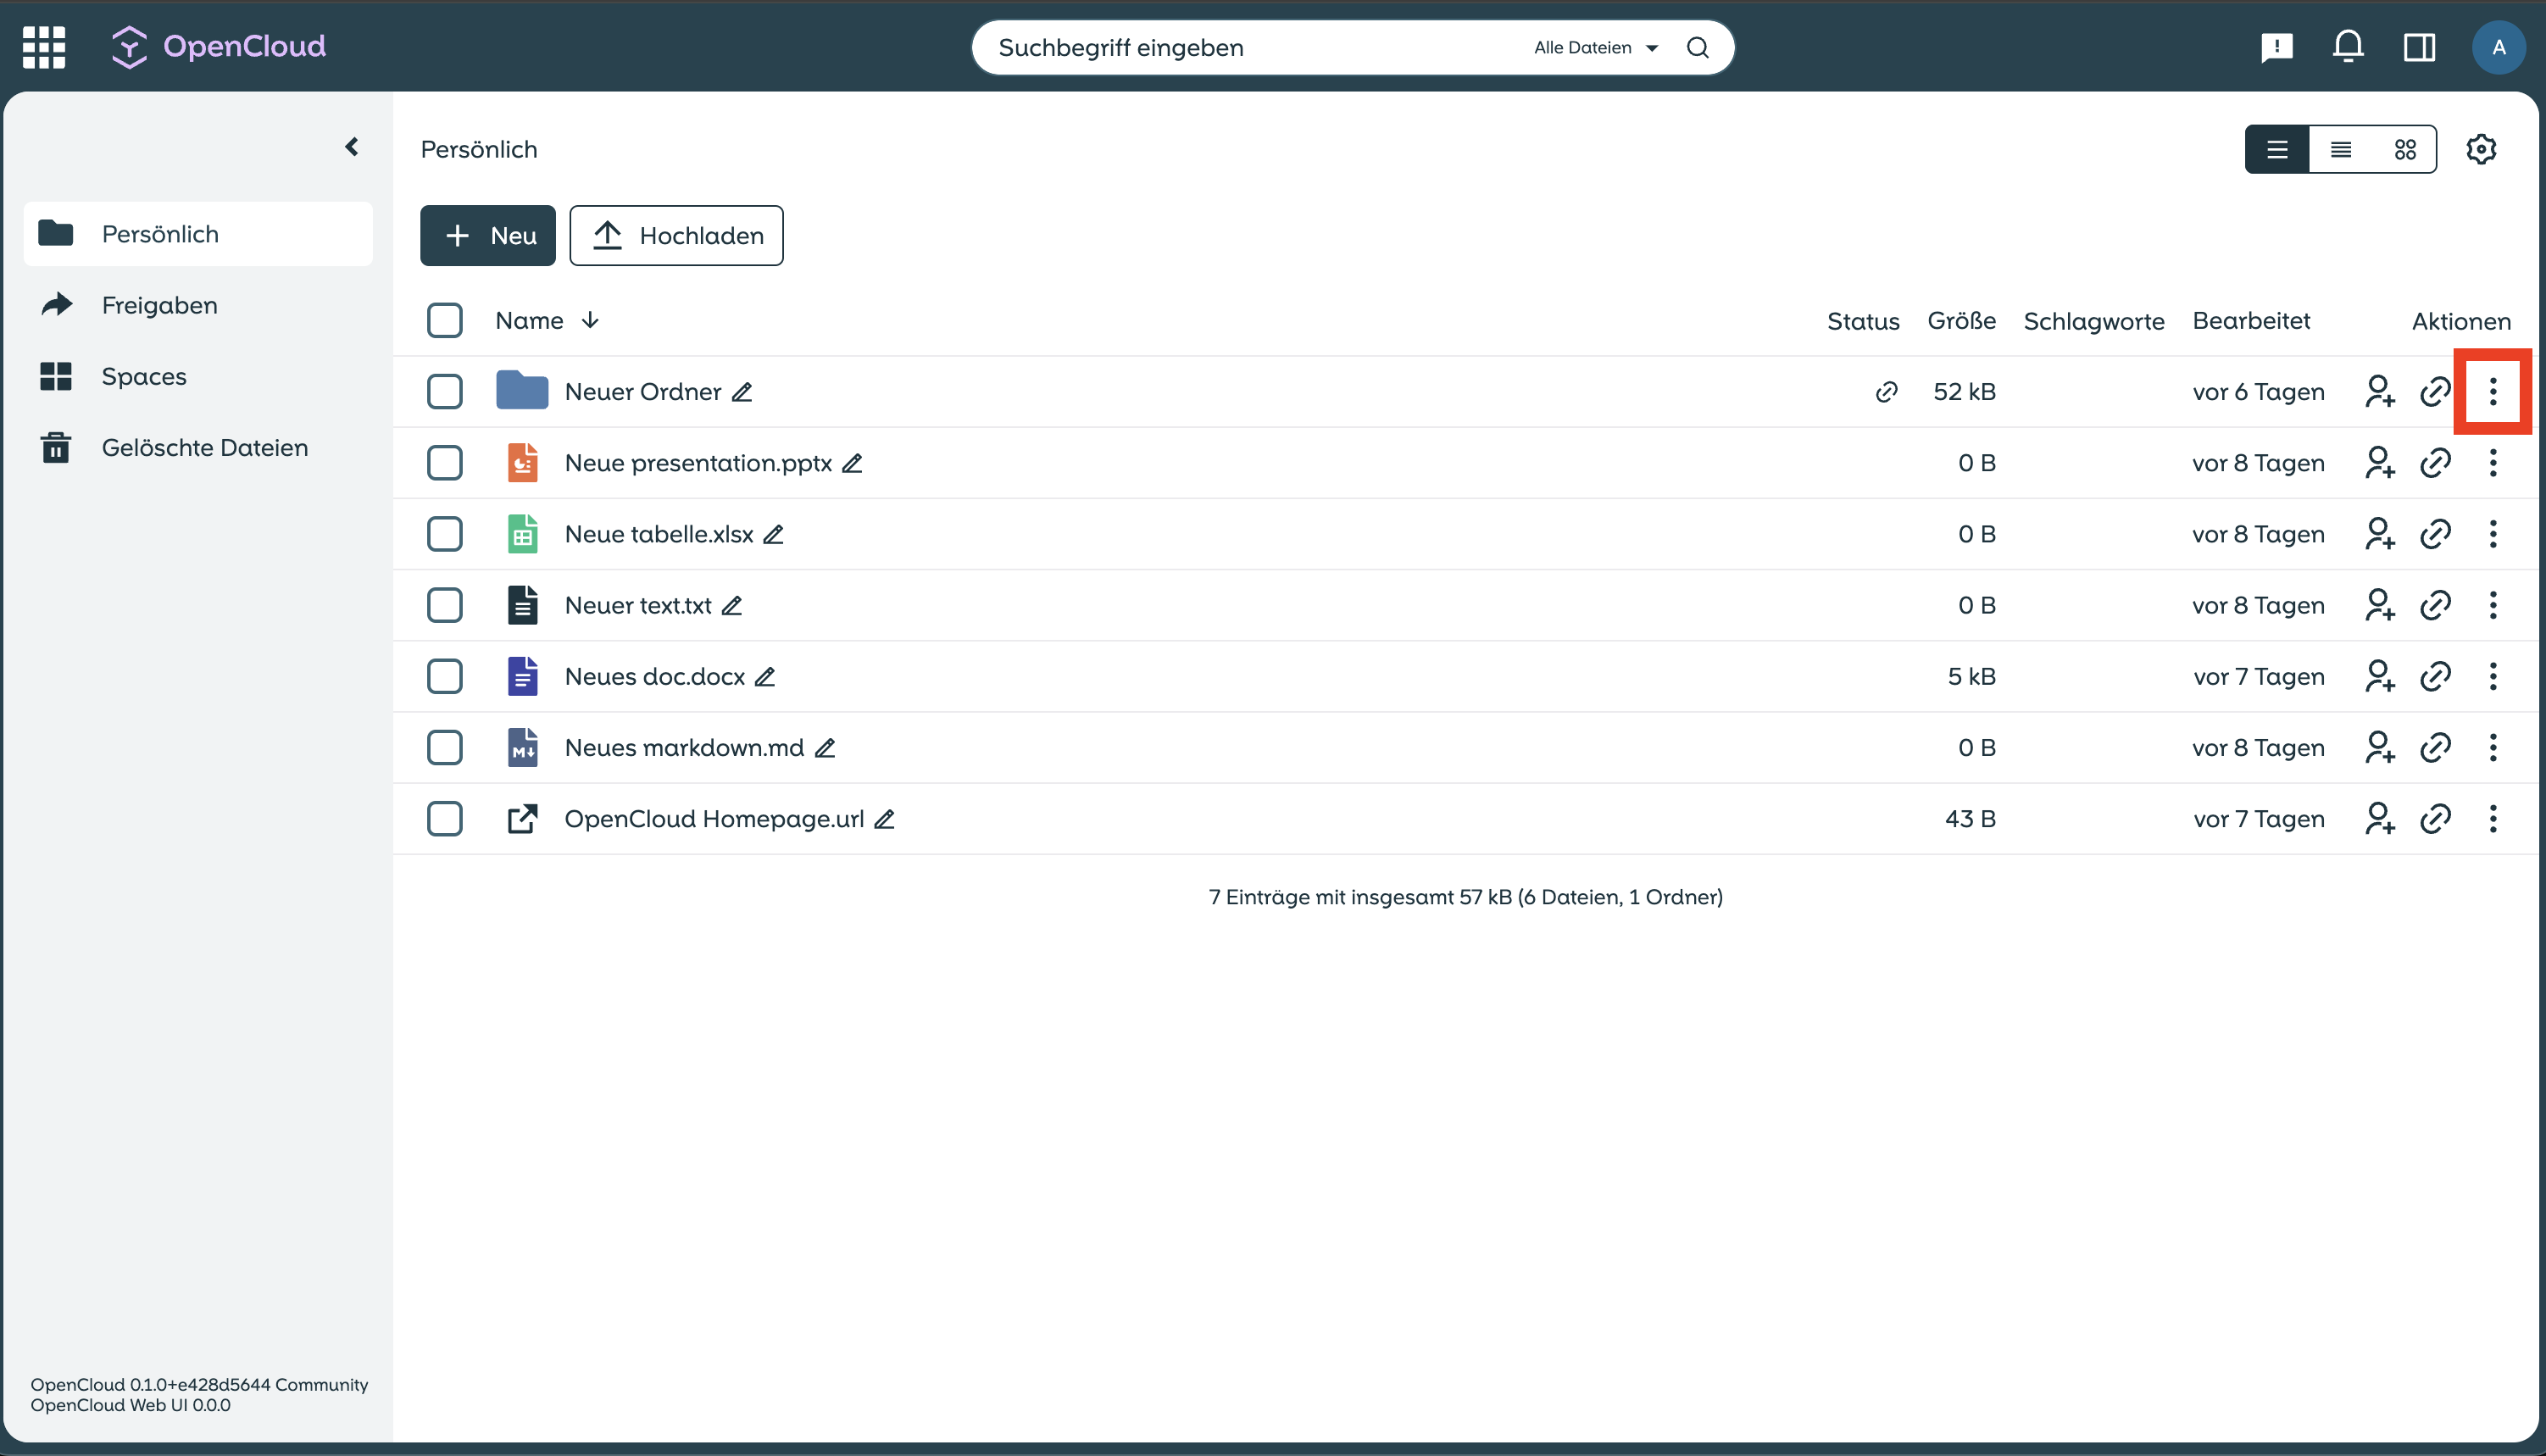 OpenCloud
Suchbegriff eingeben Alle Dateien
A
Persönlich
Persönlich
Freigaben
Spaces
Gelöschte Dateien
Neu Hochladen
Name Status Größe Schlagworte Bearbeitet Aktionen
Neuer Ordner 52 kB vor 6 Tagen
Neue presentation.pptx 0 B vor 8 Tagen
Neue tabelle.xlsx 0 B vor 8 Tagen
Neuer text.txt 0 B vor 8 Tagen
Neues doc.docx 5 kB vor 7 Tagen
M Neues markdown.md 0 B vor 8 Tagen
OpenCloud Homepage.url 43 B vor 7 Tagen
7 Einträge mit insgesamt 57 kB (6 Dateien, 1 Ordner)
OpenCloud 0.1.0+e428d5644 Community
OpenCloud Web UI 0.0.0